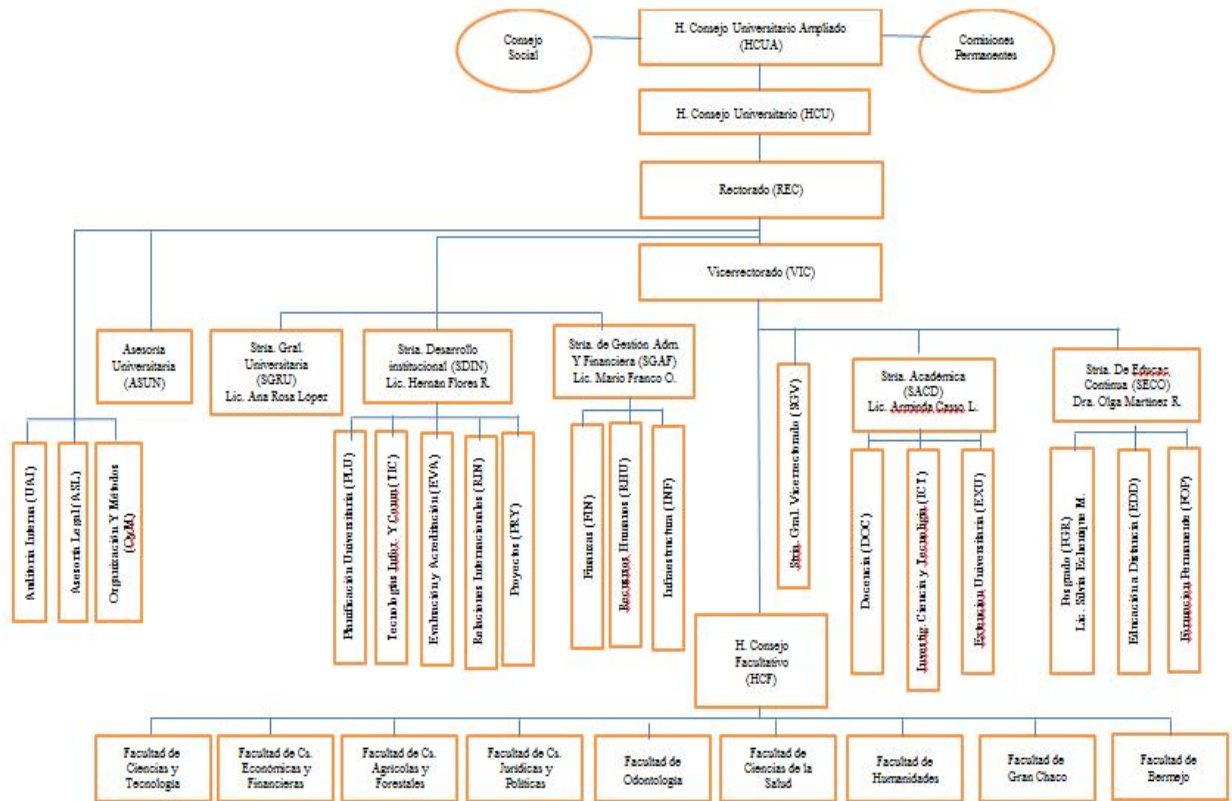 Consejo
Social
H. Consejo Universitario Ampliado
(HCUA)
Comisiones
Permanentes
H. Consejo Universitario (HCU)
Rectorado (REC)
Vicerrectorado (VIC)
Asesoría
Universitaria
(ASUN)
Stria. Gral.
Universitaria
(SGRU)
Lic. Ana Rosa López
Stria. Desarrollo
institucional (SDIN)
Lic. Hernán Flores R.
Stria. de Gestión Adm.
Y Financiera (SGAF)
Lic. Mario Franco O.
Stria. Gral. Vicerrectorado (SGV)
Stria. Académica
(SACD)
Lic. Arminda Casso L.
Stria. De Educac
Continua (SECO)
Dra. Olga Martínez R.
Auditoria Interna (UAI)
Asesoria Legal (ASL)
Organización Y Métodos
(OyM)
Planificación Universitaria (PLU)
Tecnologías Infor. Y Comun (TIC)
Evaluación y Acreditación (EVA)
Relaciones Internacionales (RIN)
Proyectos (PRY)
Finanzas (FIN)
Recursos Humanos (RHU)
Infraestructura (INF)
Docencia (DOC)
Investig. Ciencia y Tecnología (ICT)
Extensión Universitaria (EXU)
Posgrado (PGR)
Lic. Silvia Echenique M.
Educación a Distancia (EDD)
Formacion Permanente (FOP)
H. Consejo
Facultativo
(HCF)
Facultad de
Ciencias y
Tecnología
Facultad de Cs.
Económicas y
Financieras
Facultad de Cs.
Agrícolas y
Forestales
Facultad de Cs.
Jurídicas y
Políticas
Facultad de
Odontología
Facultad de
Ciencias de la
Salud
Facultad de
Humanidades
Facultad de
Gran Chaco
Facultad de
Bermejo